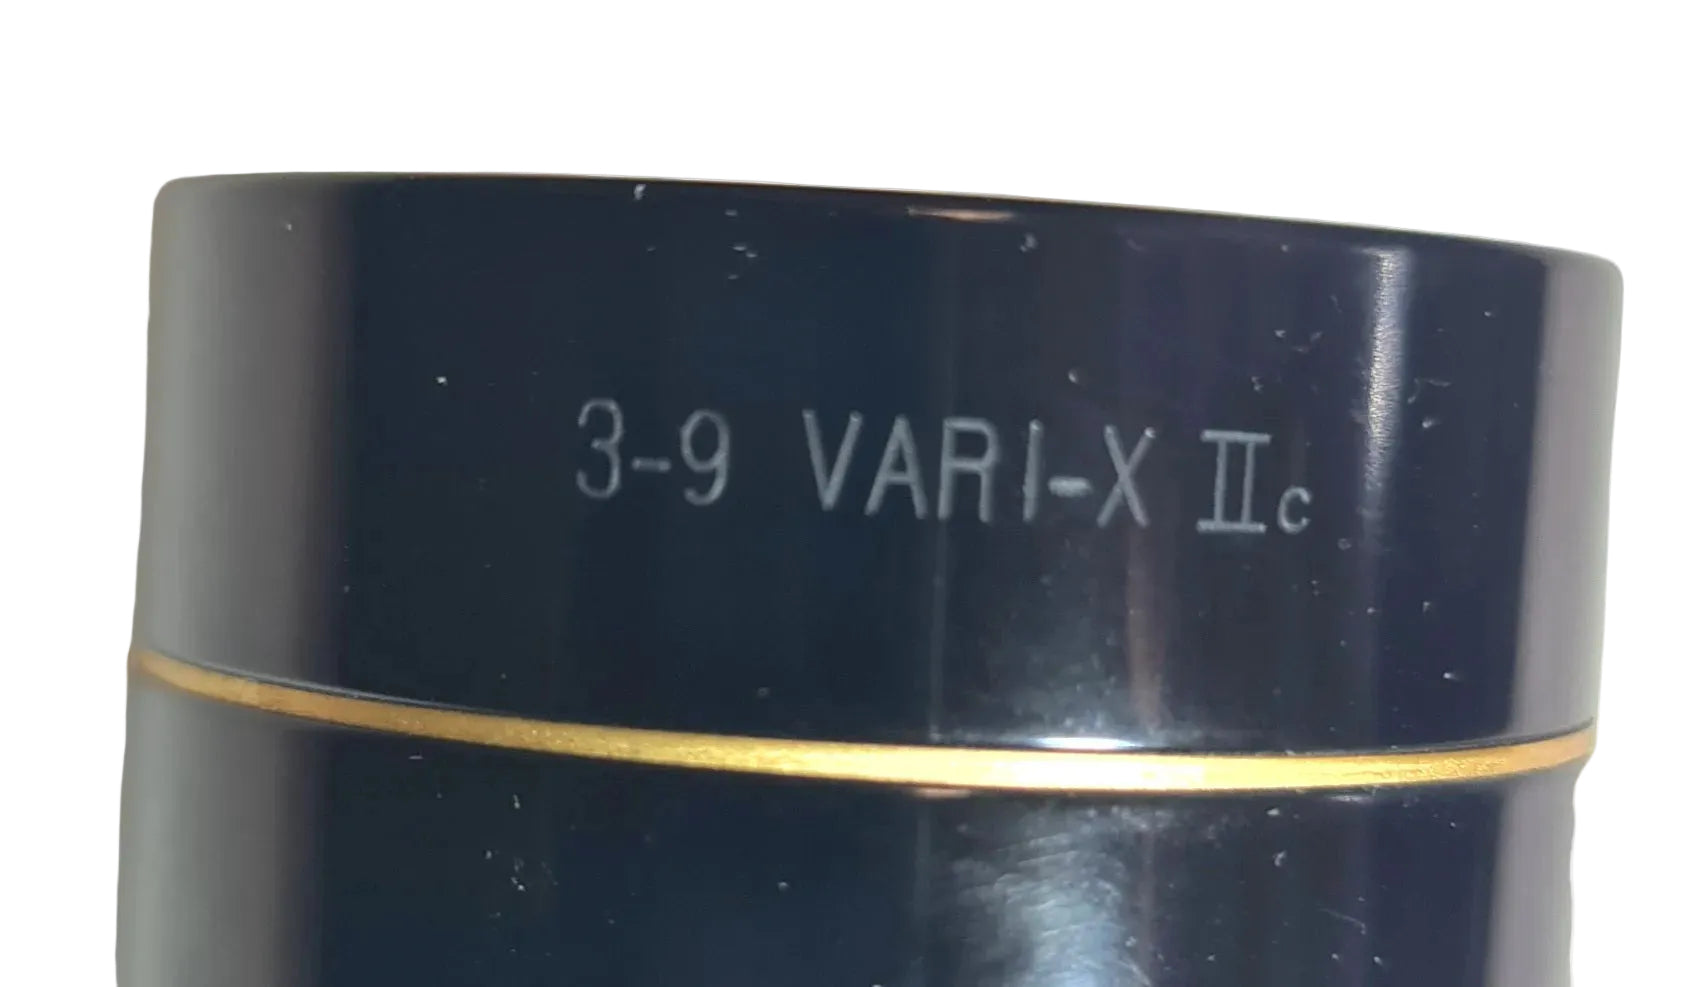 3-9 VARI-X IIc